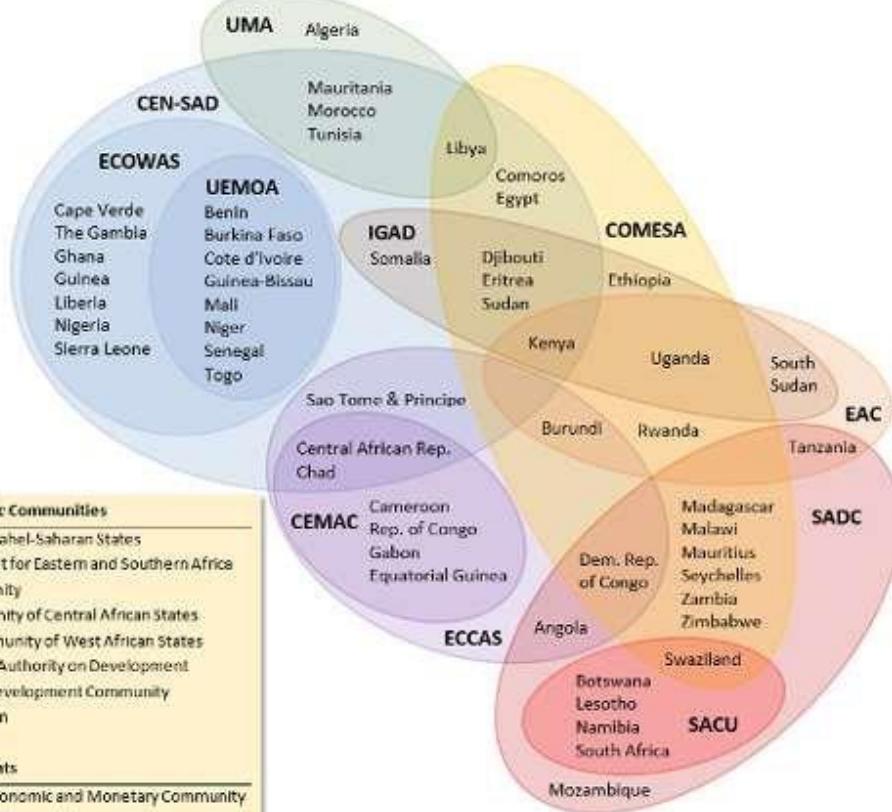 UMA
Algeria
Mauritania
Morocco
Tunisia
CEN-SAD
Libya
ECOWAS
Cape Verde
The Gambia
Ghana
Guinea
Liberia
Nigeria
Sierra Leone
UEMOA
Benin
Burkina Faso
Cote d'Ivoire
Guinea-Bissau
Mali
Niger
Senegal
Togo
Comoros
Egypt
COMESA
IGAD
Somalia
Djibouti
Eritrea
Sudan
Ethiopia
Kenya
Uganda
South
Sudan
EAC
Sao Tome & Principe
Burundi
Rwanda
Tanzania
Central African Rep.
Chad
CEMAC
Cameroon
Rep. of Congo
Gabon
Equatorial Guinea
ECCAS
Dem. Rep.
of Congo
Angola
Madagascar
Malawi
Mauritius
Seychelles
Zambia
Zimbabwe
SADC
Swaziland
Botswana
Lesotho
Namibia
South Africa
SACU
Mozambique
c Communities
ahel-Saharan States
t for Eastern and Southern Africa
nity
nity of Central African States
munity of West African States
Authority on Development
evelopment Community
n
nts
onomic and Monetary Community